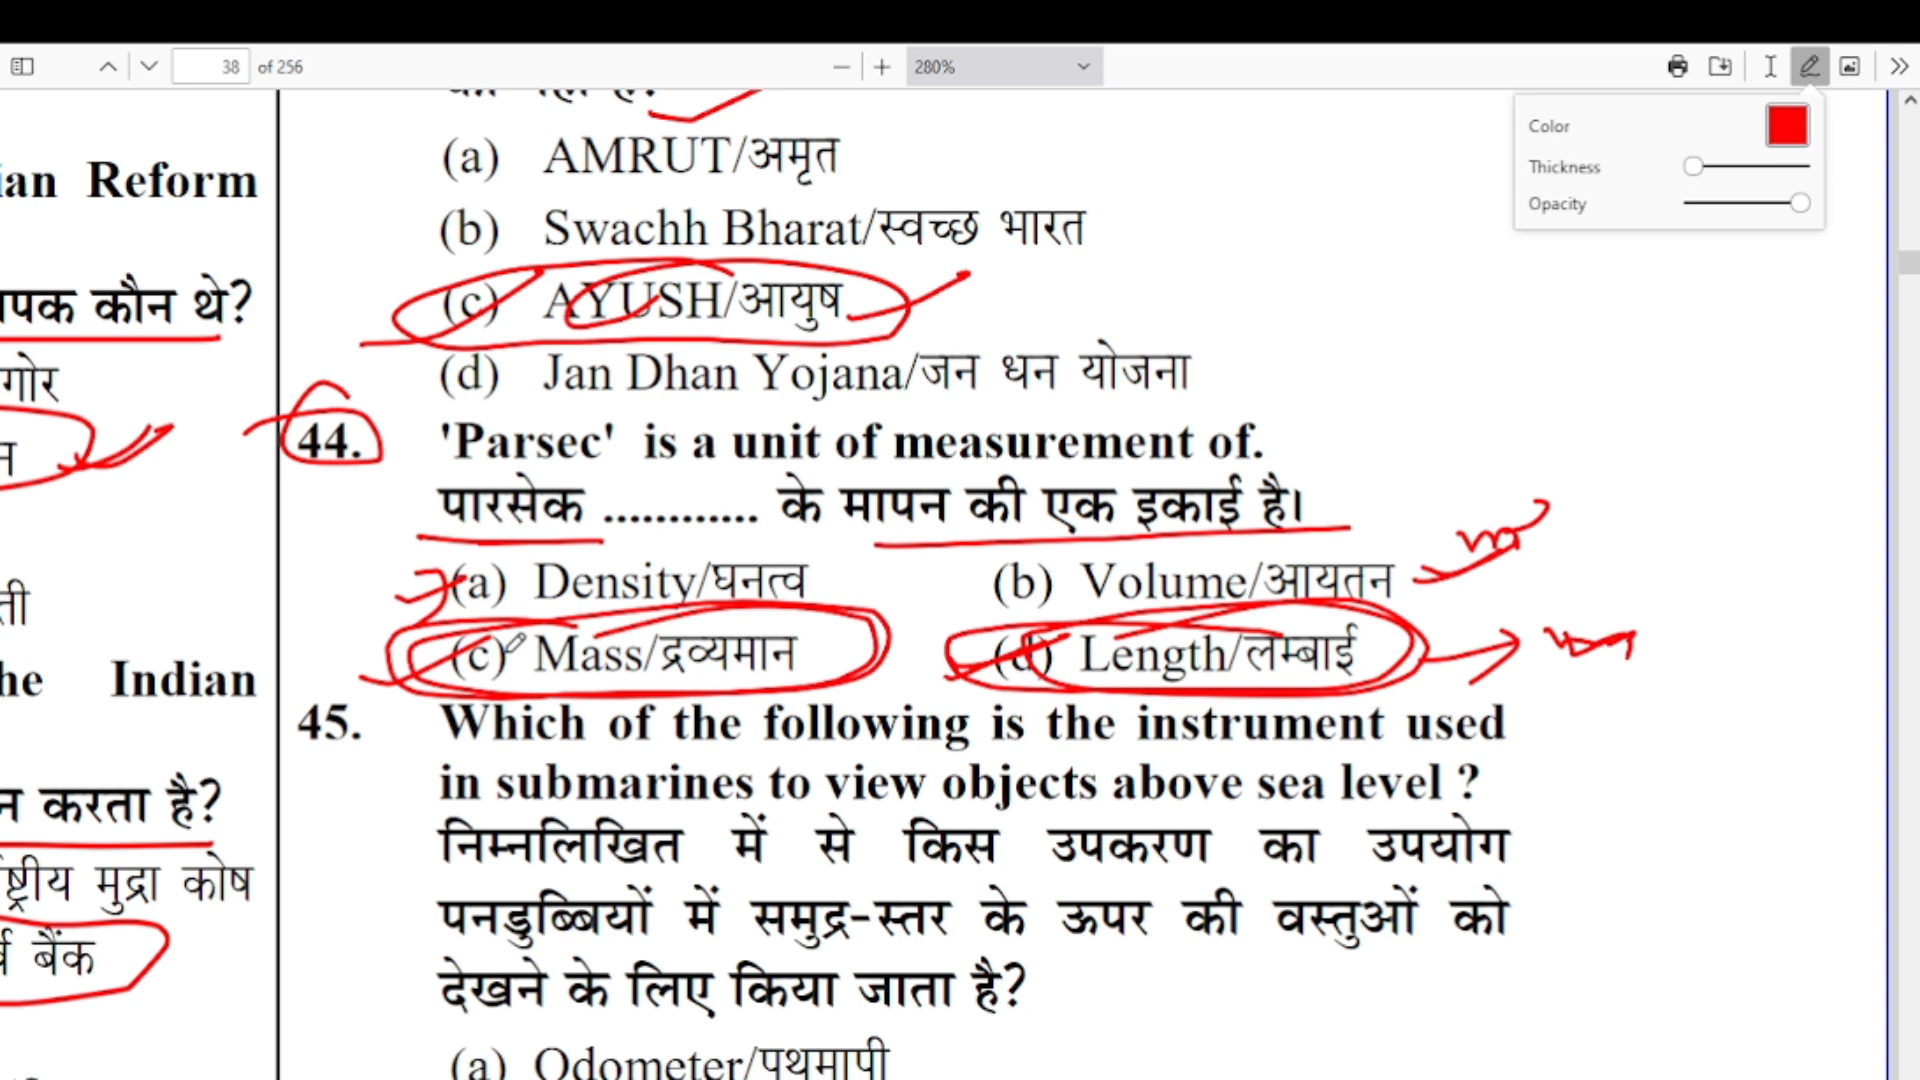 38 of 256
280%
Color
Thickness
Opacity
ian Reform
पक कौन थे?
गोर
ती
he Indian
न करता है?
ष्ट्रीय मुद्रा कोष
र्व बैंक
(a) AMRUT/अमृत
(b) Swachh Bharat/स्वच्छ भारत
(c) AYUSH/आयुष
(d) Jan Dhan Yojana/जन धन योजना
44. 'Parsec' is a unit of measurement of.
पारसेक ............ के मापन की एक इकाई है।
(a) Density/घनत्व (b) Volume/आयतन
(c) Mass/द्रव्यमान (d) Length/लम्बाई
45. Which of the following is the instrument used
in submarines to view objects above sea level ?
निम्नलिखित में से किस उपकरण का उपयोग
पनडुब्बियों में समुद्र-स्तर के ऊपर की वस्तुओं को
देखने के लिए किया जाता है?
(a) Odometer/पथमापी